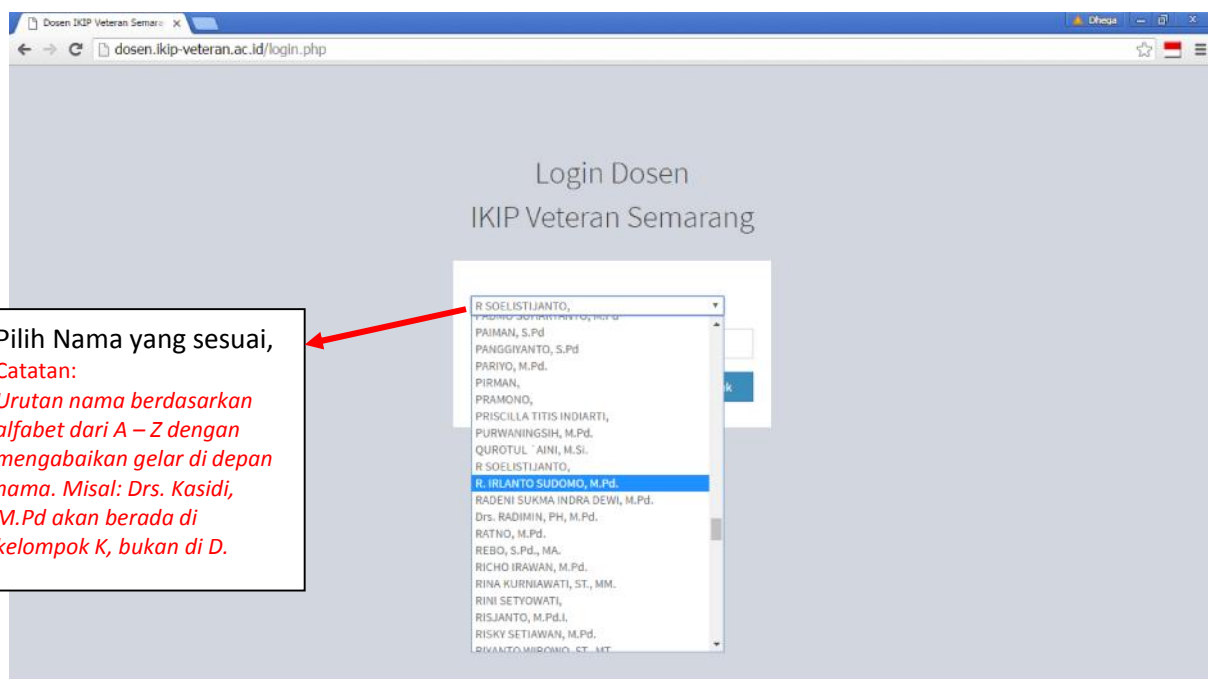 Dosen IKIP Veteran Semara
Dhega
dosen.ikip-veteran.ac.id/login.php
Login Dosen
IKIP Veteran Semarang
R SOELISTIJANTO,
PAIMAN, S.Pd
PANGGIYANTO, S.Pd
PARIYO, M.Pd.
PIRMAN,
PRAMONO,
PRISCILLA TITIS INDIARTI,
PURWANINGSIH, M.Pd.
QUROTUL `AINI, M.Si.
R SOELISTIJANTO,
R. IRLANTO SUDOMO, M.Pd.
RADENI SUKMA INDRA DEWI, M.Pd.
Drs. RADIMIN, PH, M.Pd.
RATNO, M.Pd.
REBO, S.Pd., MA.
RICHO IRAWAN, M.Pd.
RINA KURNIAWATI, ST., MM.
RINI SETYOWATI,
RISJANTO, M.Pd.I.
RISKY SETIAWAN, M.Pd.
k
Pilih Nama yang sesuai,
Catatan:
Urutan nama berdasarkan
alfabet dari A – Z dengan
mengabaikan gelar di depan
nama. Misal: Drs. Kasidi,
M.Pd akan berada di
kelompok K, bukan di D.